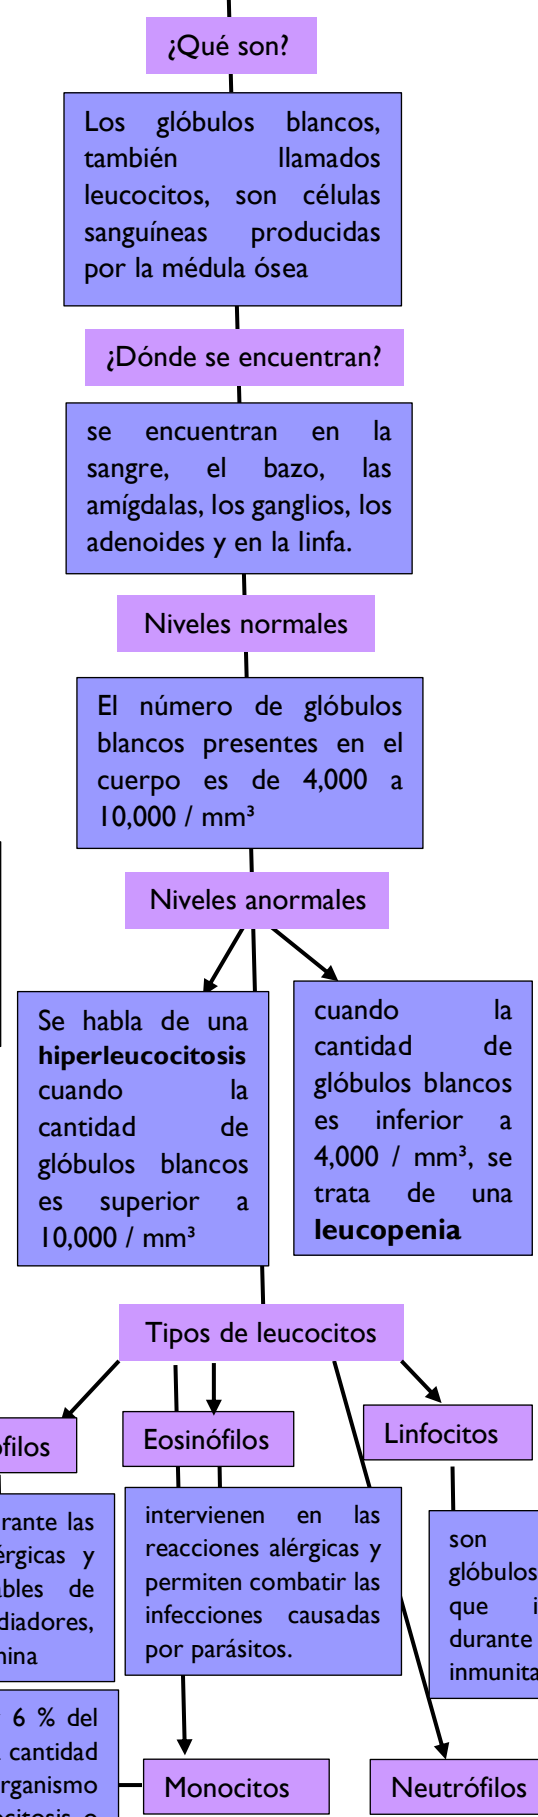 ¿Qué son?
Los glóbulos blancos,
también llamados
leucocitos, son células
sanguíneas producidas
por la médula ósea
¿Dónde se encuentran?
se encuentran en la
sangre, el bazo, las
amígdalas, los ganglios, los
adenoides y en la linfa.
Niveles normales
El número de glóbulos
blancos presentes en el
cuerpo es de 4,000 a
10,000 / mm³
Niveles anormales
Se habla de una
hiperleucocitosis
cuando la
cantidad de
glóbulos blancos
es superior a
10,000 / mm³
cuando la
cantidad de
glóbulos blancos
es inferior a
4,000 / mm³, se
trata de una
leucopenia
Tipos de leucocitos
Eosinófilos
Linfocitos
las
y
de
intervienen en las
reacciones alérgicas y
permiten combatir las
infecciones causadas
por parásitos.
son
glóbulos
que
durante
6 % del
cantidad
Monocitos
Neutrófilos